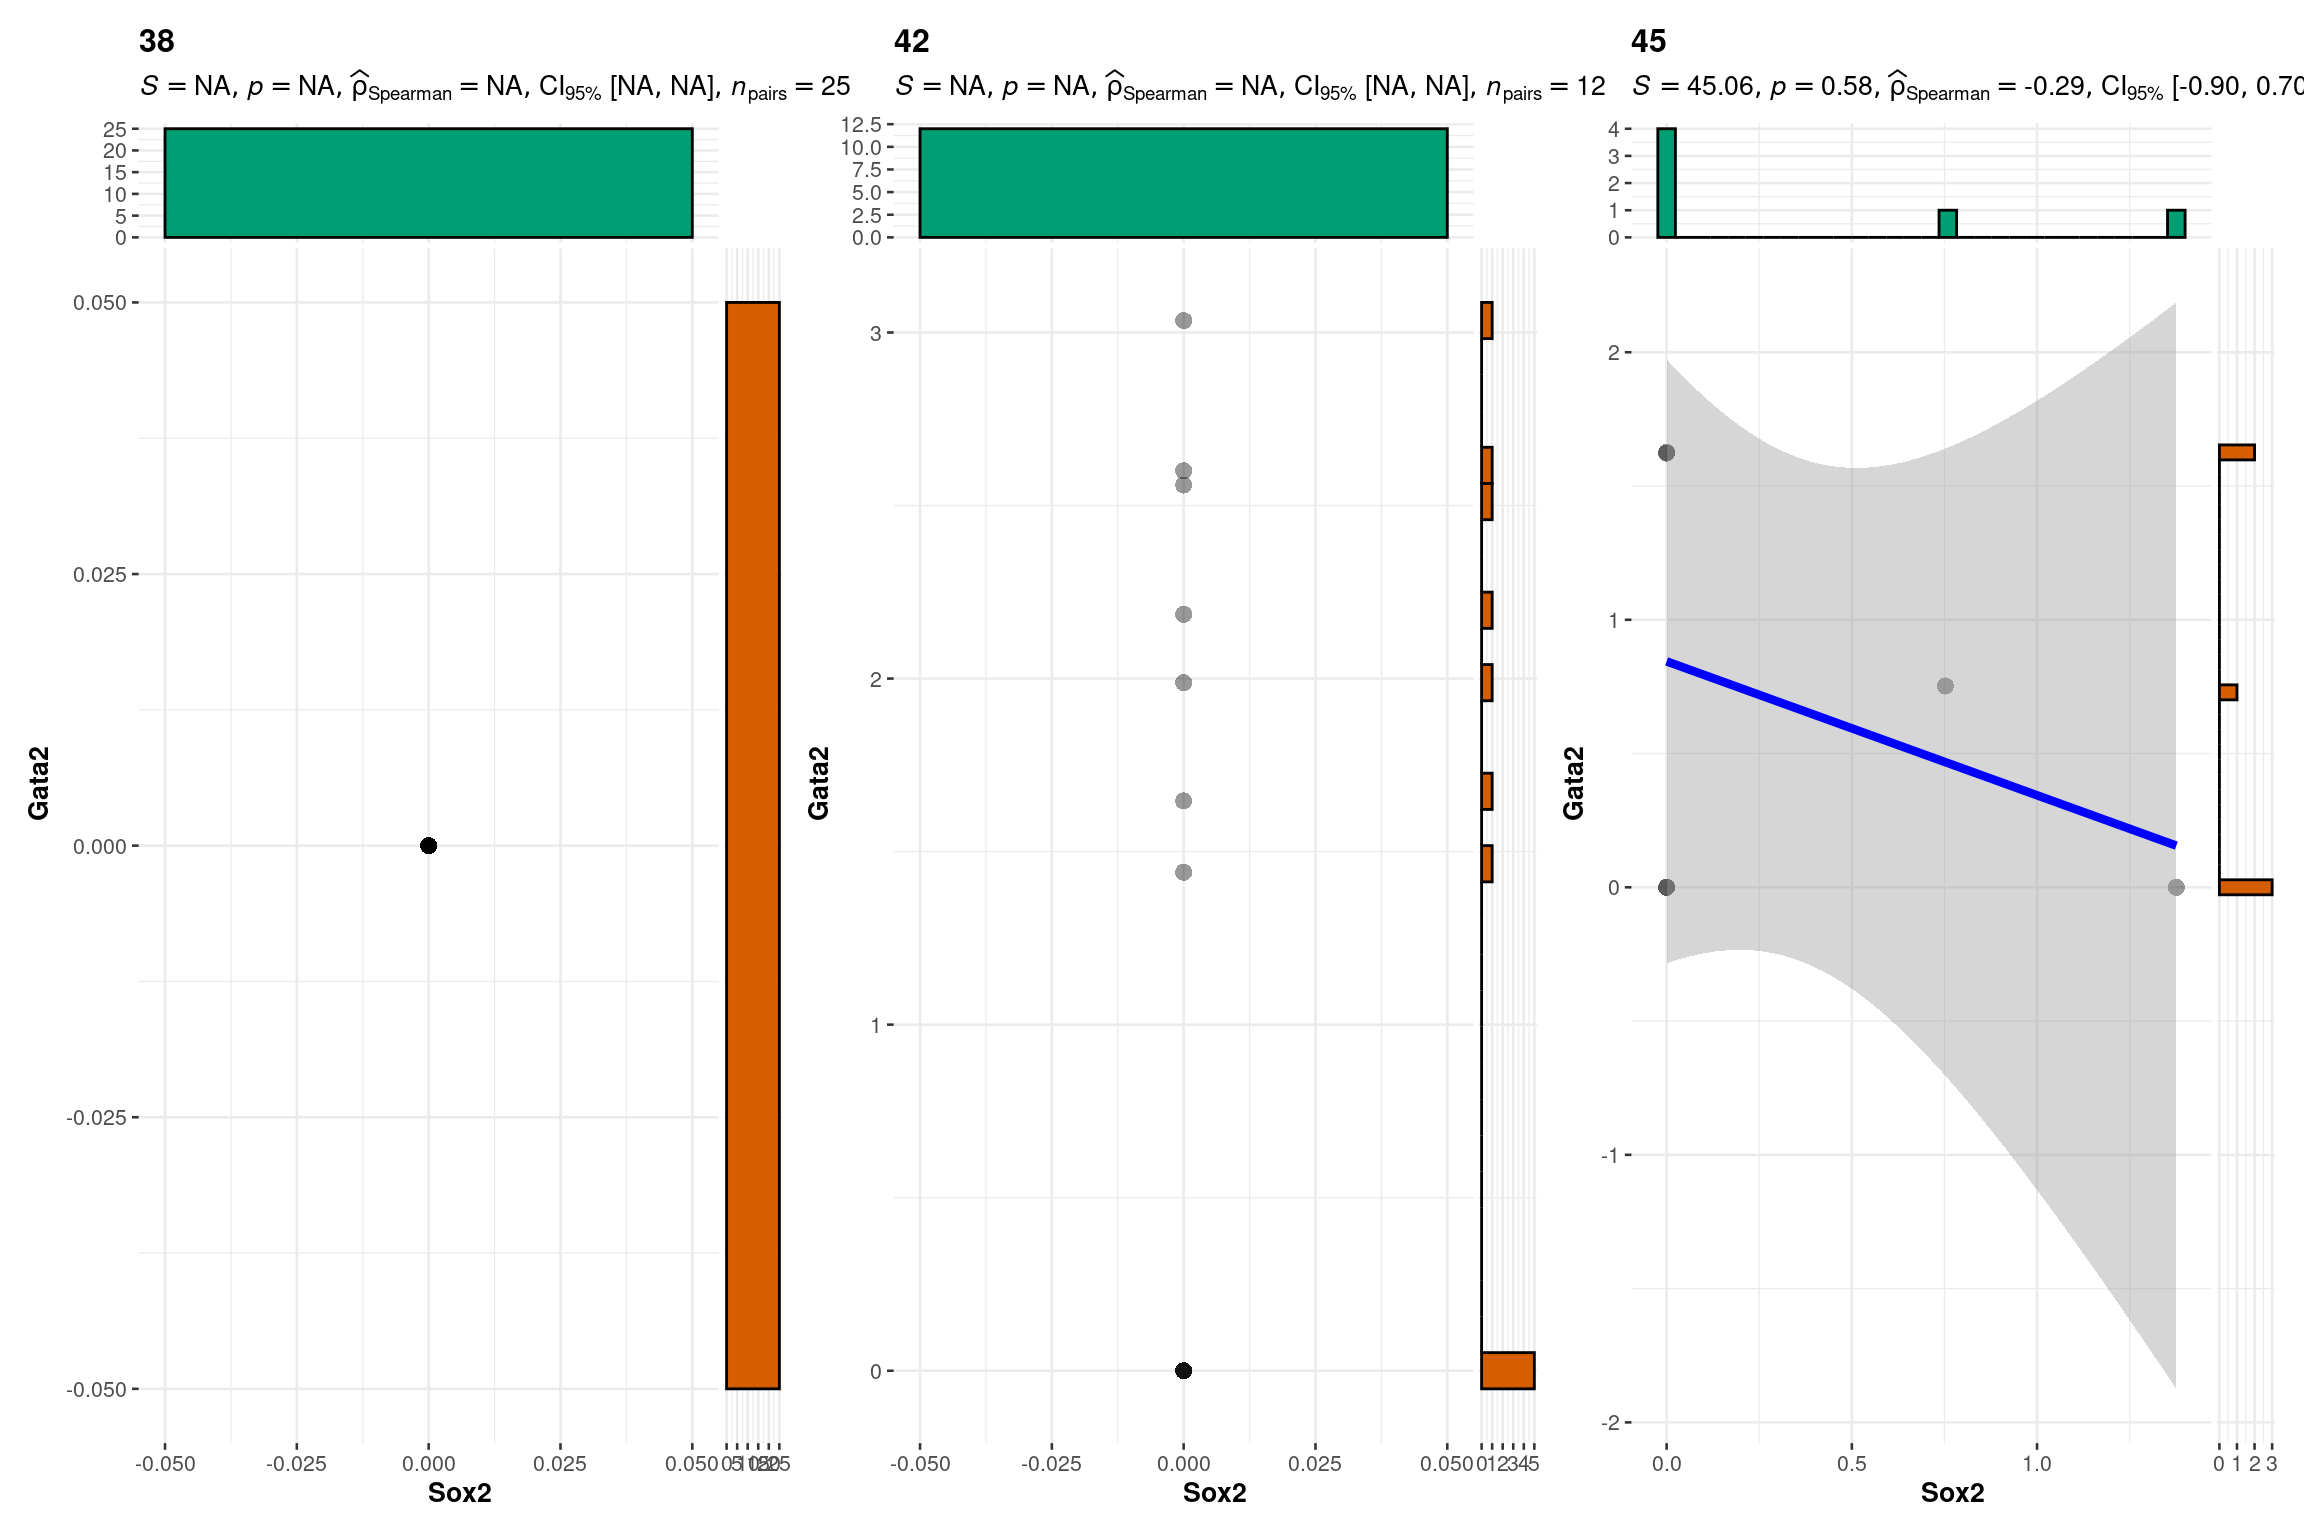 38
S = NA, p = NA, ρ̂Spearman = NA, CI95% [NA, NA], npairs = 25
25
20
15
10
5
0
0.050
0.025
0.000
-0.025
-0.050
Gata2
-0.050 -0.025 0.000 0.025 0.050
Sox2
42
S = NA, p = NA, ρ̂Spearman = NA, CI95% [NA, NA], npairs = 12
12.5
10.0
7.5
5.0
2.5
0.0
3
2
1
0
Gata2
-0.050 -0.025 0.000 0.025 0.050 0 1 2 3 4 5
Sox2
45
S = 45.06, p = 0.58, ρ̂Spearman = -0.29, CI95% [-0.90, 0.70
4
3
2
1
0
2
1
0
-1
-2
Gata2
0.0 0.5 1.0 0 1 2 3
Sox2